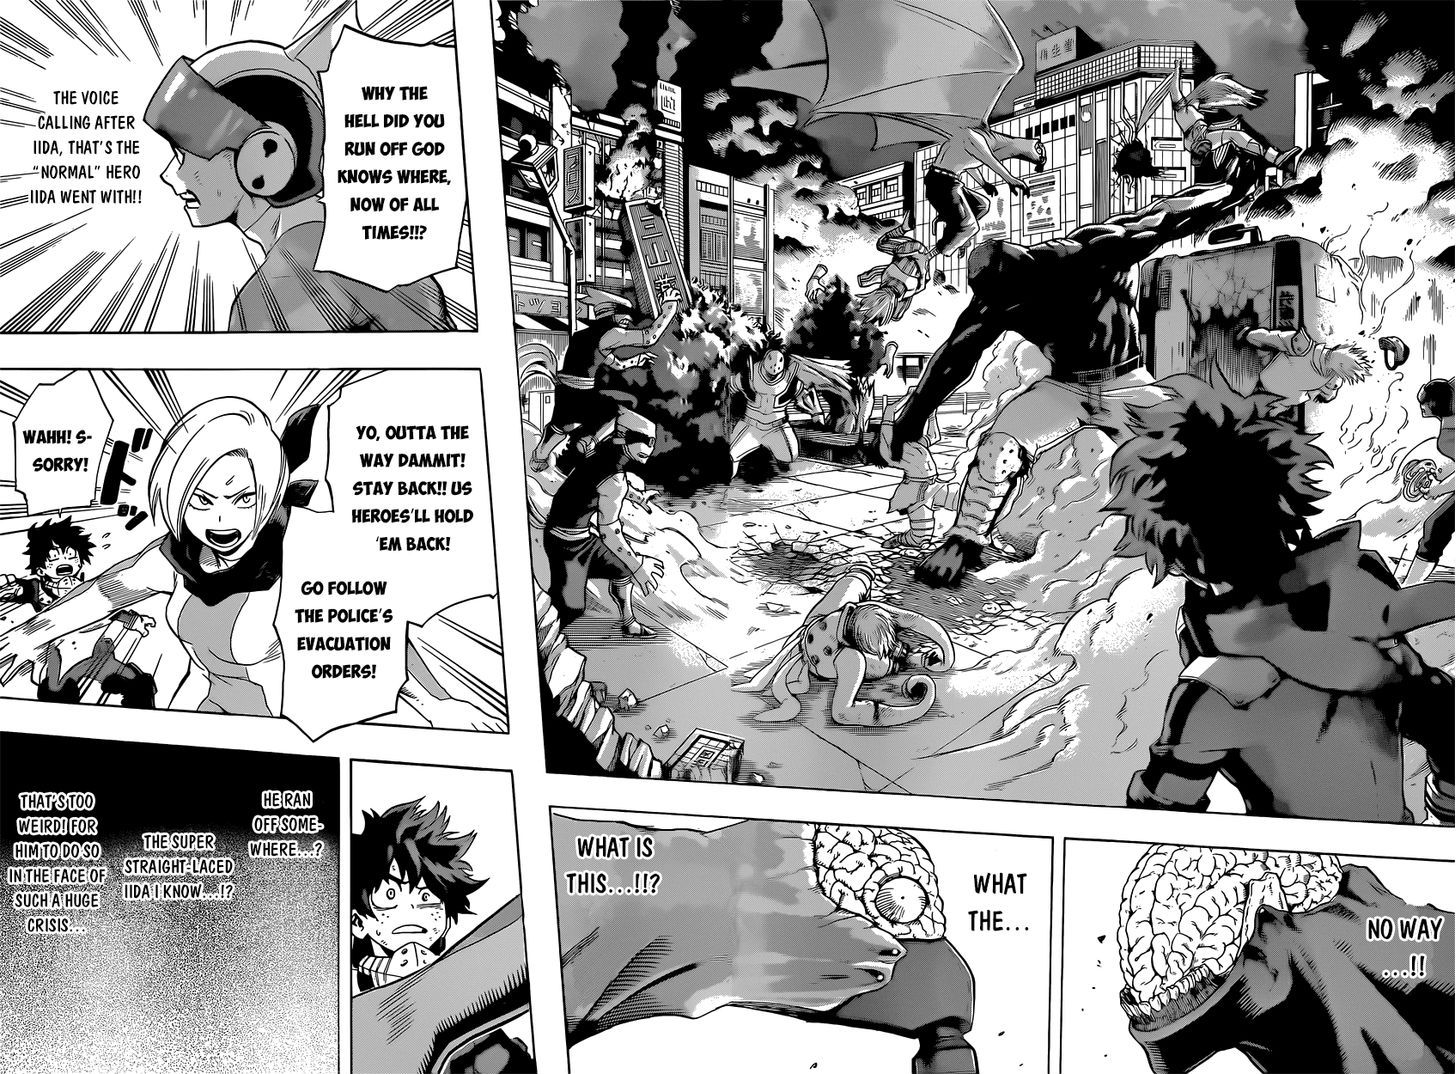 NO WAY
...!!
WHAT
THE...
WHAT IS
THIS...!!?
WHY THE
HELL DID YOU
RUN OFF GOD
KNOWS WHERE,
NOW OF ALL
TIMES!!?
THE VOICE
CALLING AFTER
IIDA, THAT'S THE
“NORMAL” HERO
IIDA WENT WITH!!
YO, OUTTA THE
WAY DAMMIT!
STAY BACK!! US
HEROES'LL HOLD
'EM BACK!
GO FOLLOW
THE POLICE'S
EVACUATION
ORDERS!
WAHH! S-
SORRY!
HE RAN
OFF SOME-
WHERE...?
THE SUPER
STRAIGHT-LACED
IIDA I KNOW...!?
THAT'S TOO
WEIRD! FOR
HIM TO DO SO
IN THE FACE OF
SUCH A HUGE
CRISIS...